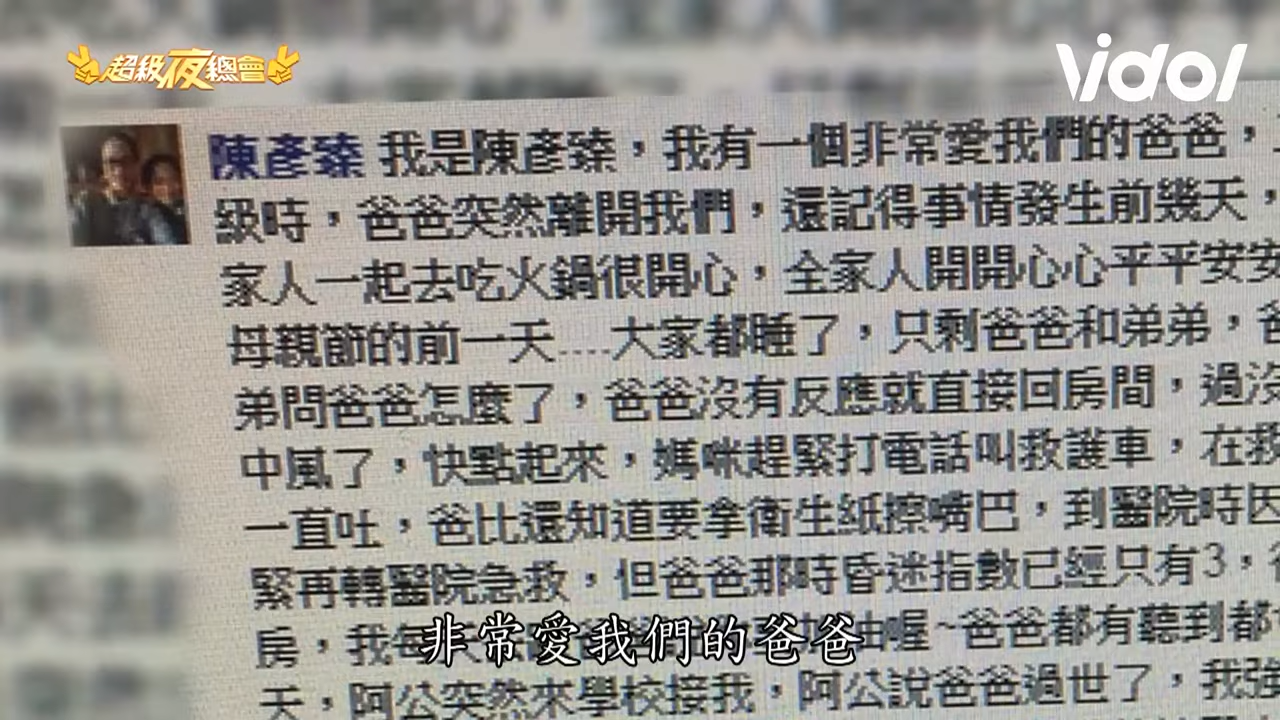 超級夜總會
Vidol
陳彥臻 我是陳彥臻，我有一個非常愛我們的爸爸，
級時，爸爸突然離開我們，還記得事情發生前幾天，
家人一起去吃火鍋很開心，全家人開開心心平平安安
母親節的前一天....大家都睡了，只剩爸爸和弟弟，爸
弟問爸爸怎麼了，爸爸沒有反應就直接回房間，過沒
中風了，快點起來，媽咪趕緊打電話叫救護車，在我
一直吐，爸比還知道要拿衛生紙擦嘴巴，到醫院時因
緊再轉醫院急救，但爸爸那時昏迷指數已經只有3，
房，我每 油喔~爸爸都有聽到都
非常愛我們的爸爸
天，阿公突然來學校接我，阿公說爸爸過世了，我強